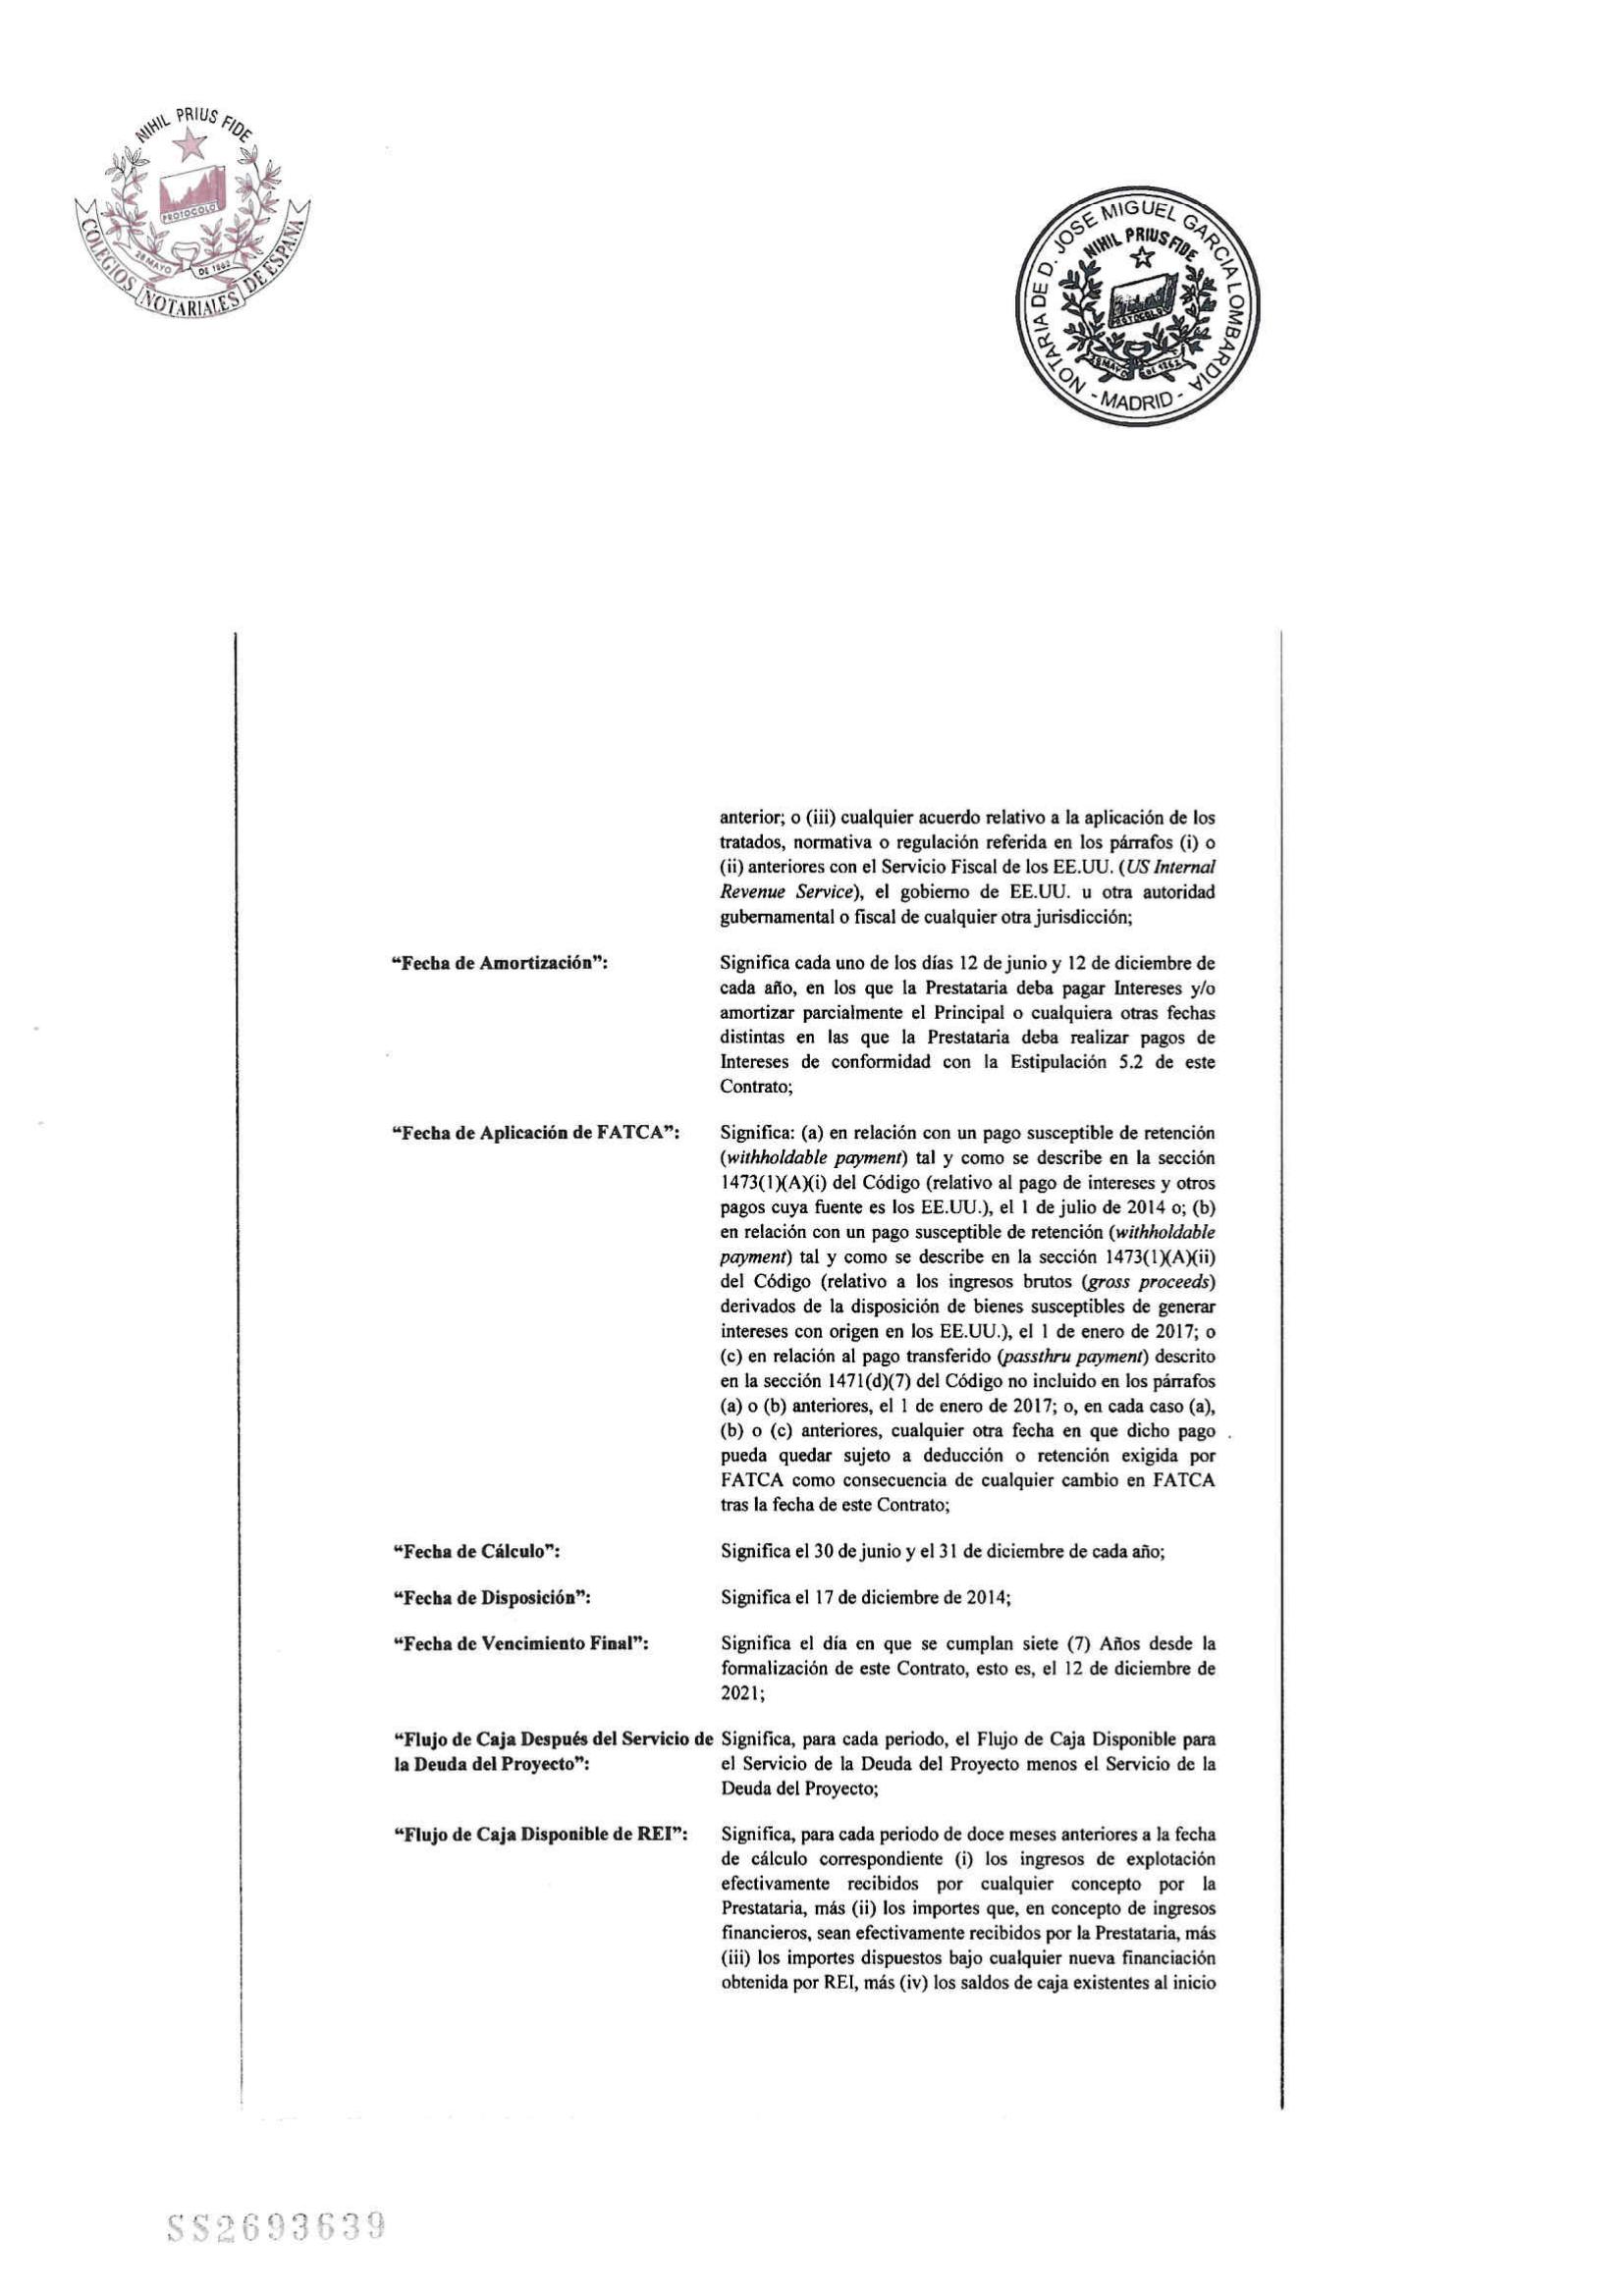 NIHIL PRIUS FIDE
PROTOCOLO
28 MAYO DE 1862
COLEGIOS NOTARIALES DE ESPAÑA
NOTARIA DE D. JOSE MIGUEL GARCIA LOMBARDIA
NIHIL PRIUS FIDE
PROTOCOLO
28 MAYO DE 1862
- MADRID -
anterior; o (iii) cualquier acuerdo relativo a la aplicación de los
tratados, normativa o regulación referida en los párrafos (i) o
(ii) anteriores con el Servicio Fiscal de los EE.UU. (US Internal
Revenue Service), el gobierno de EE.UU. u otra autoridad
gubernamental o fiscal de cualquier otra jurisdicción;
“Fecha de Amortización”: Significa cada uno de los días 12 de junio y 12 de diciembre de
cada año, en los que la Prestataria deba pagar Intereses y/o
amortizar parcialmente el Principal o cualquiera otras fechas
distintas en las que la Prestataria deba realizar pagos de
Intereses de conformidad con la Estipulación 5.2 de este
Contrato;
“Fecha de Aplicación de FATCA”: Significa: (a) en relación con un pago susceptible de retención
(withholdable payment) tal y como se describe en la sección
1473(1)(A)(i) del Código (relativo al pago de intereses y otros
pagos cuya fuente es los EE.UU.), el 1 de julio de 2014 o; (b)
en relación con un pago susceptible de retención (withholdable
payment) tal y como se describe en la sección 1473(1)(A)(ii)
del Código (relativo a los ingresos brutos (gross proceeds)
derivados de la disposición de bienes susceptibles de generar
intereses con origen en los EE.UU.), el 1 de enero de 2017; o
(c) en relación al pago transferido (passthru payment) descrito
en la sección 1471(d)(7) del Código no incluido en los párrafos
(a) o (b) anteriores, el 1 de enero de 2017; o, en cada caso (a),
(b) o (c) anteriores, cualquier otra fecha en que dicho pago
pueda quedar sujeto a deducción o retención exigida por
FATCA como consecuencia de cualquier cambio en FATCA
tras la fecha de este Contrato;
“Fecha de Cálculo”: Significa el 30 de junio y el 31 de diciembre de cada año;
“Fecha de Disposición”: Significa el 17 de diciembre de 2014;
“Fecha de Vencimiento Final”: Significa el día en que se cumplan siete (7) Años desde la
formalización de este Contrato, esto es, el 12 de diciembre de
2021;
“Flujo de Caja Después del Servicio de Significa, para cada periodo, el Flujo de Caja Disponible para
la Deuda del Proyecto”: el Servicio de la Deuda del Proyecto menos el Servicio de la
Deuda del Proyecto;
“Flujo de Caja Disponible de REI”: Significa, para cada periodo de doce meses anteriores a la fecha
de cálculo correspondiente (i) los ingresos de explotación
efectivamente recibidos por cualquier concepto por la
Prestataria, más (ii) los importes que, en concepto de ingresos
financieros, sean efectivamente recibidos por la Prestataria, más
(iii) los importes dispuestos bajo cualquier nueva financiación
obtenida por REI, más (iv) los saldos de caja existentes al inicio
SS2693639